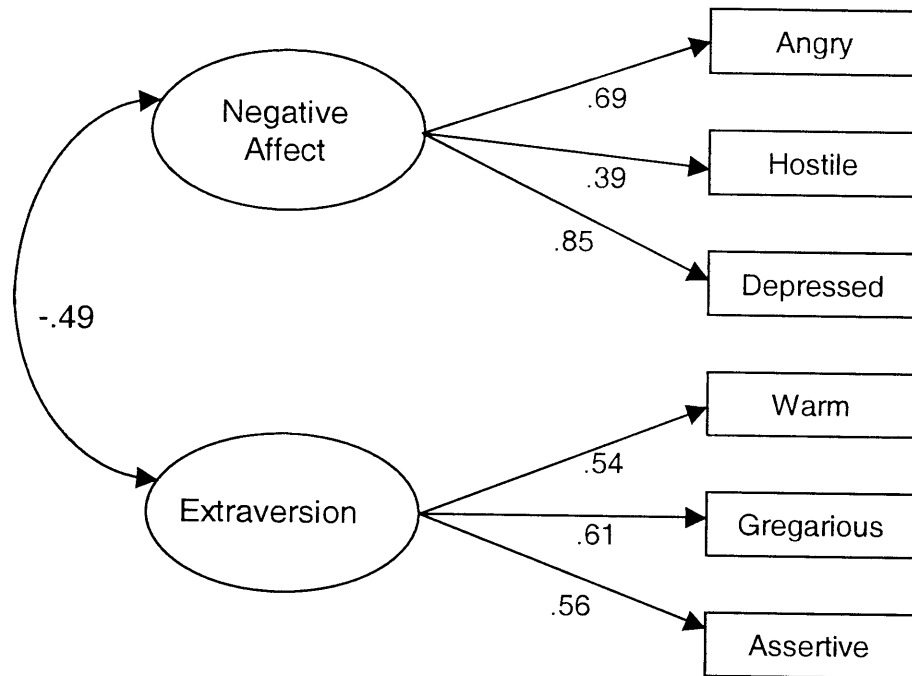 Angry
Negative
Affect
.69
Hostile
.39
.85
Depressed
-.49
Warm
.54
Extraversion
Gregarious
.61
.56
Assertive